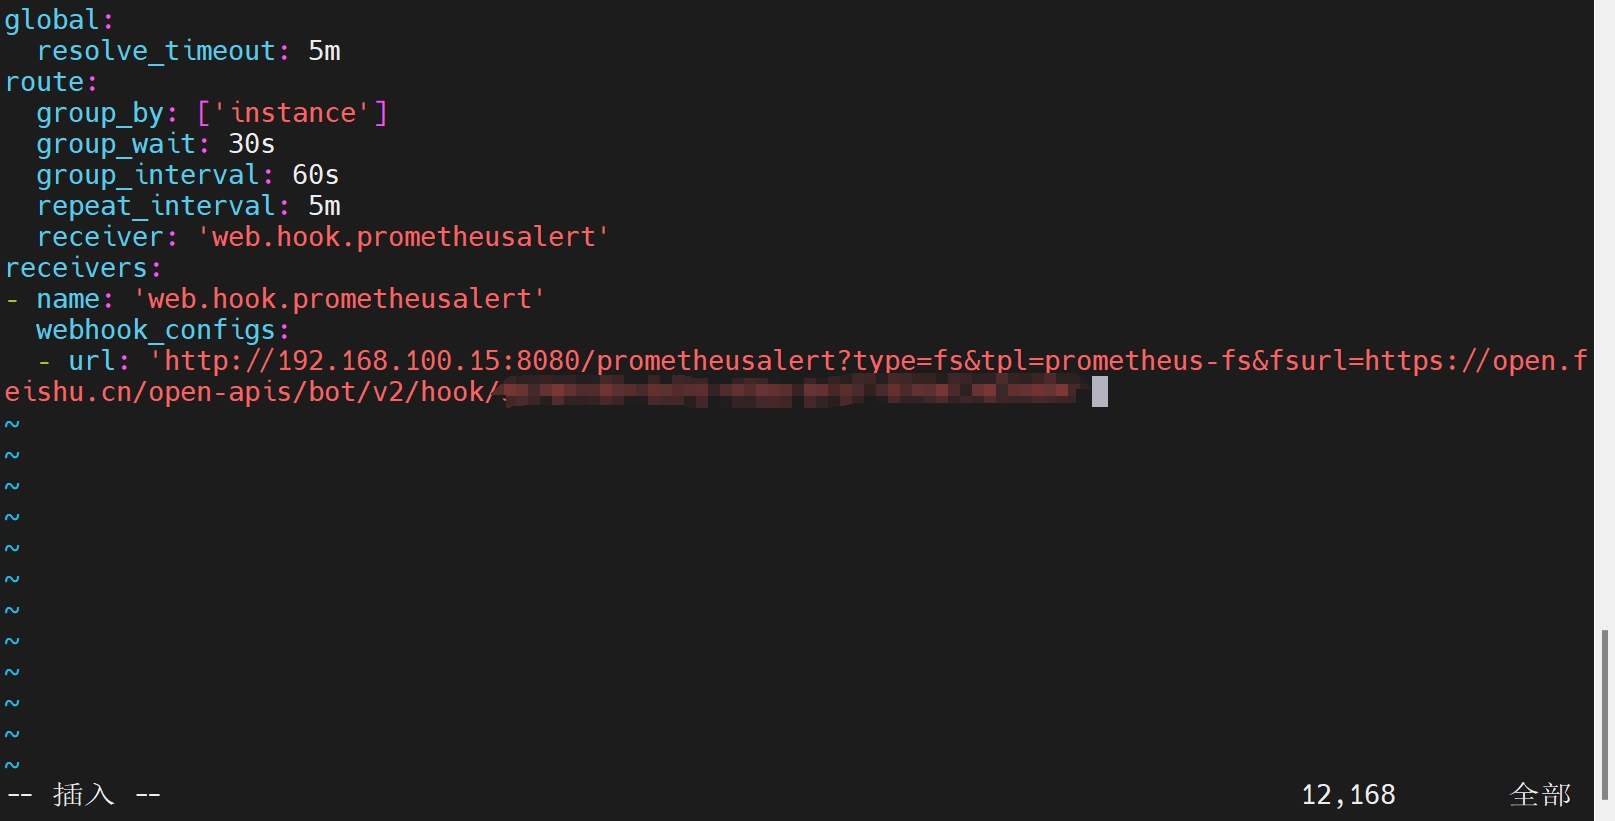 global:
  resolve_timeout: 5m
route:
  group_by: ['instance']
  group_wait: 30s
  group_interval: 60s
  repeat_interval: 5m
  receiver: 'web.hook.prometheusalert'
receivers:
- name: 'web.hook.prometheusalert'
  webhook_configs:
  - url: 'http://192.168.100.15:8080/prometheusalert?type=fs&tpl=prometheus-fs&fsurl=https://open.f
eishu.cn/open-apis/bot/v2/hook/
~
~
~
~
~
~
~
~
~
~
~
~
-- 插入 -- 12,168 全部